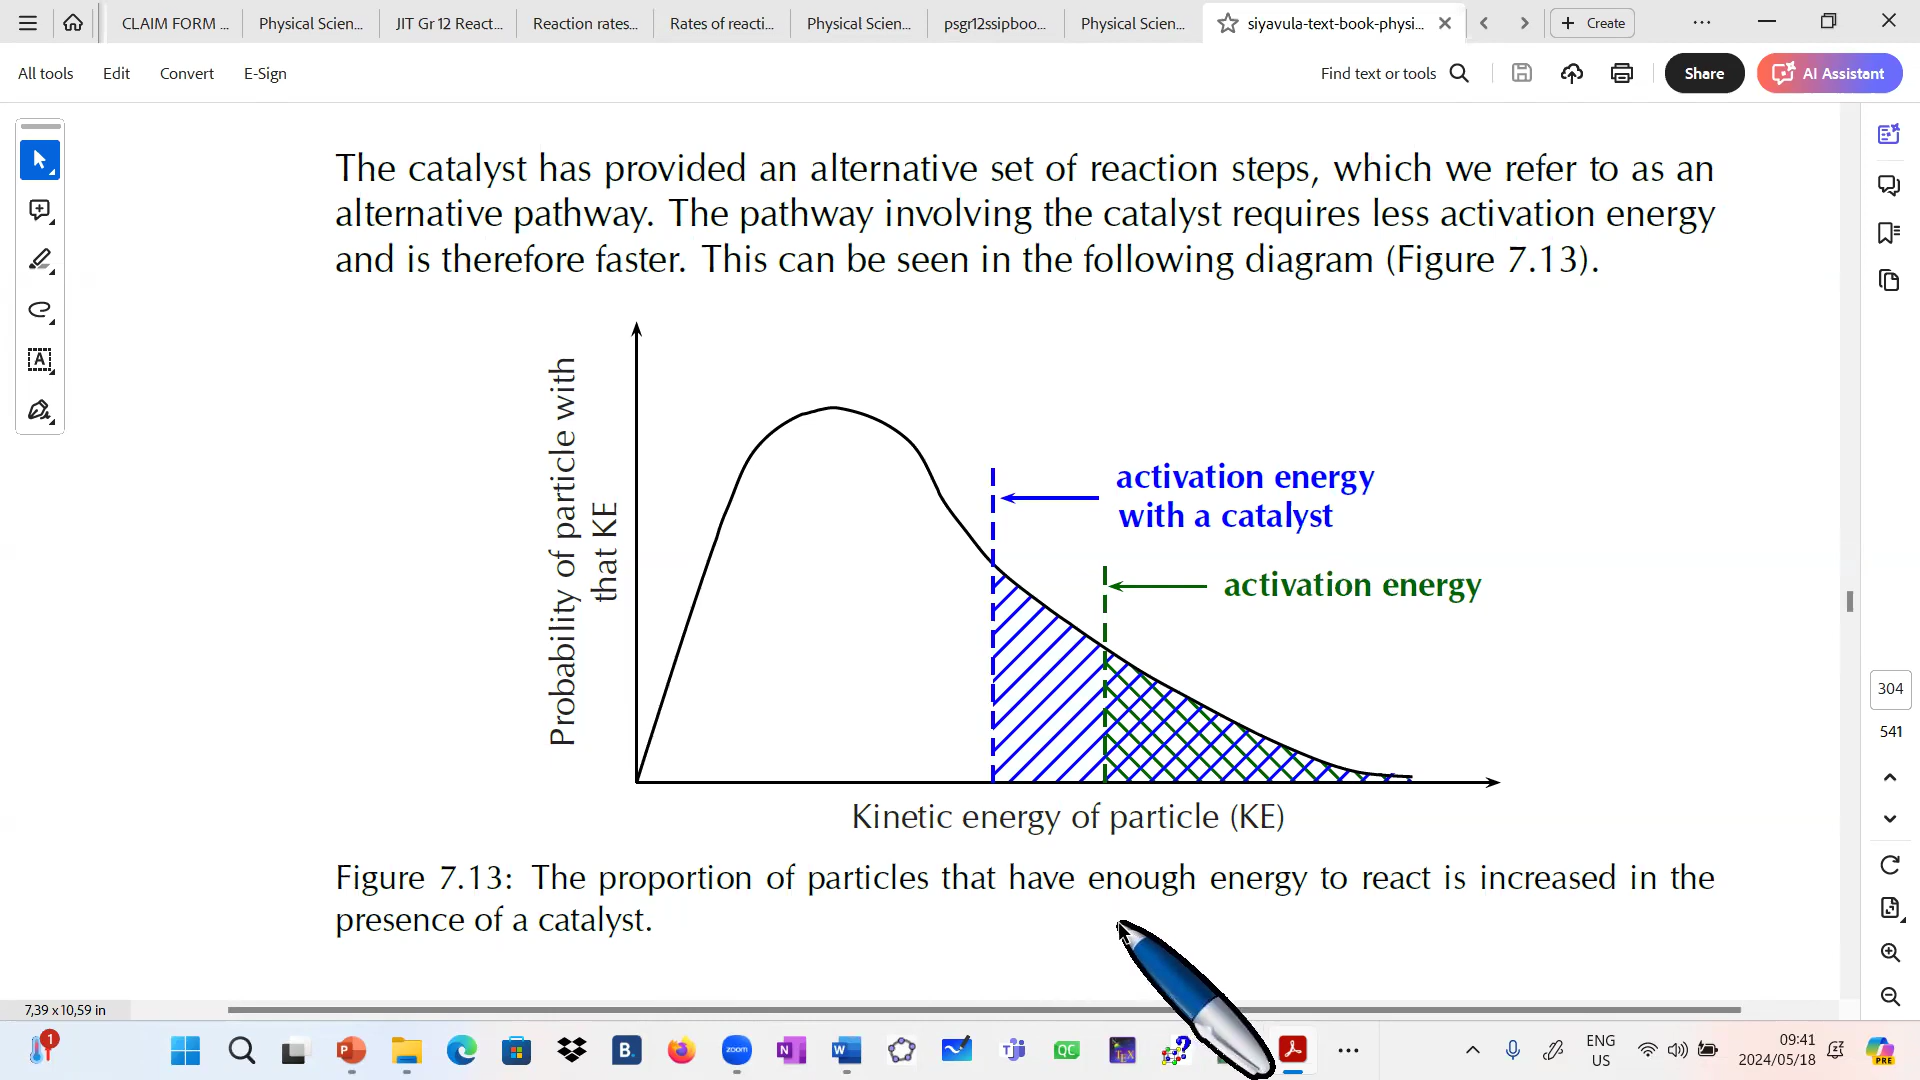 CLAIM FORM ...
Physical Scien...
JIT Gr 12 React...
Reaction rates...
Rates of reacti...
Physical Scien...
psgr12ssipboo...
Physical Scien...
siyavula-text-book-physi...
Create
All tools
Edit
Convert
E-Sign
Find text or tools
Share
AI Assistant
The catalyst has provided an alternative set of reaction steps, which we refer to as an
alternative pathway. The pathway involving the catalyst requires less activation energy
and is therefore faster. This can be seen in the following diagram (Figure 7.13).
Probability of particle with
that KE
activation energy
with a catalyst
activation energy
Kinetic energy of particle (KE)
Figure 7.13: The proportion of particles that have enough energy to react is increased in the
presence of a catalyst.
304
541
7,39 x 10,59 in
1
P
B.
zoom
N
W
QC
TEX
ENG
US
09:41
2024/05/18
PRE